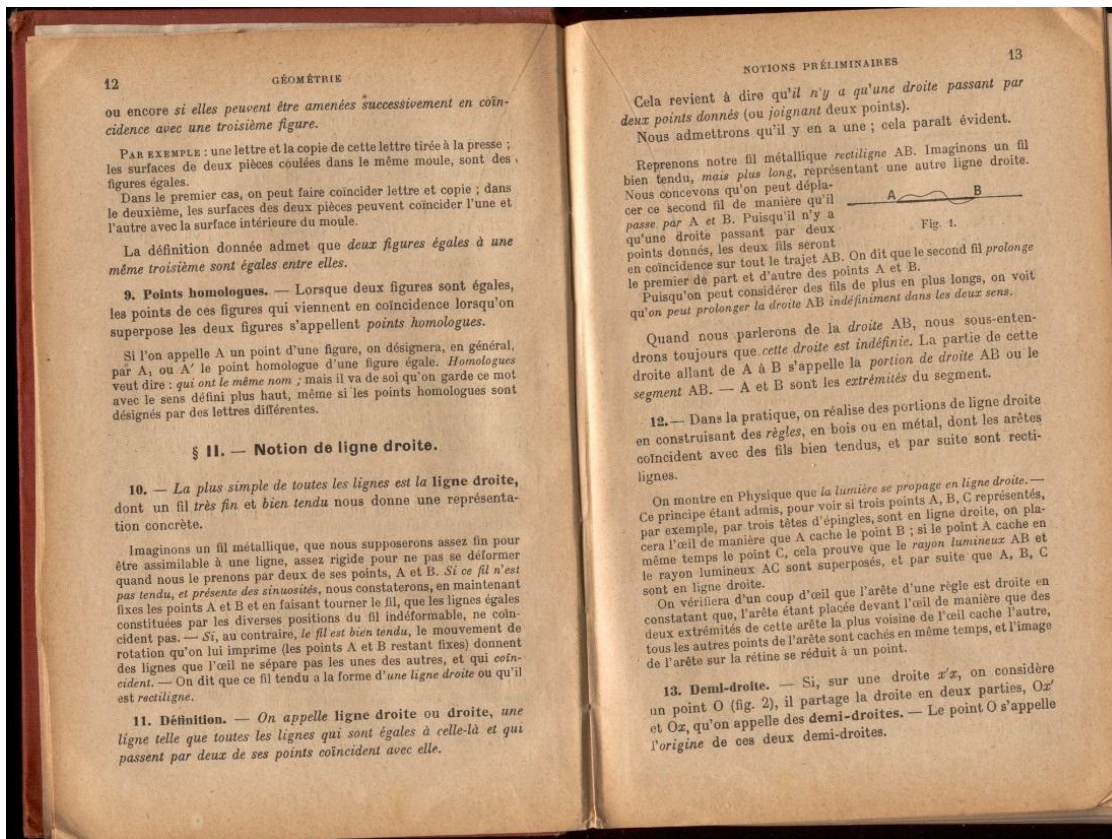 12
GÉOMÉTRIE
ou encore si elles peuvent être amenées successivement en coïn-
cidence avec une troisième figure.
PAR EXEMPLE : une lettre et la copie de cette lettre tirée à la presse ;
les surfaces de deux pièces coulées dans le même moule, sont des
figures égales.
Dans le premier cas, on peut faire coïncider lettre et copie ; dans
le deuxième, les surfaces des deux pièces peuvent coïncider l'une et
l'autre avec la surface intérieure du moule.
La définition donnée admet que deux figures égales à une
même troisième sont égales entre elles.
9. Points homologues. — Lorsque deux figures sont égales,
les points de ces figures qui viennent en coïncidence lorsqu'on
superpose les deux figures s'appellent points homologues.
Si l'on appelle A un point d'une figure, on désignera, en général,
par A₁ ou A′ le point homologue d'une figure égale. Homologues
veut dire : qui ont le même nom ; mais il va de soi qu'on garde ce mot
avec le sens défini plus haut, même si les points homologues sont
désignés par des lettres différentes.
§ II. — Notion de ligne droite.
10. — La plus simple de toutes les lignes est la ligne droite,
dont un fil très fin et bien tendu nous donne une représenta-
tion concrète.
Imaginons un fil métallique, que nous supposerons assez fin pour
être assimilable à une ligne, assez rigide pour ne pas se déformer
quand nous le prenons par deux de ses points, A et B. Si ce fil n'est
pas tendu, et présente des sinuosités, nous constaterons, en maintenant
fixes les points A et B et en faisant tourner le fil, que les lignes égales
constituées par les diverses positions du fil indéformable, ne coïn-
cident pas. — Si, au contraire, le fil est bien tendu, le mouvement de
rotation qu'on lui imprime (les points A et B restant fixes) donnent
des lignes que l'œil ne sépare pas les unes des autres, et qui coïn-
cident. — On dit que ce fil tendu a la forme d'une ligne droite ou qu'il
est rectiligne.
11. Définition. — On appelle ligne droite ou droite, une
ligne telle que toutes les lignes qui sont égales à celle-là et qui
passent par deux de ses points coïncident avec elle.
NOTIONS PRÉLIMINAIRES
13
Cela revient à dire qu'il n'y a qu'une droite passant par
deux points donnés (ou joignant deux points).
Nous admettrons qu'il y en a une ; cela paraît évident.
Reprenons notre fil métallique rectiligne AB. Imaginons un fil
bien tendu, mais plus long, représentant une autre ligne droite.
Nous concevons qu'on peut dépla-
cer ce second fil de manière qu'il
passe par A et B. Puisqu'il n'y a
qu'une droite passant par deux
points donnés, les deux fils seront
A B
Fig. 1.
en coïncidence sur tout le trajet AB. On dit que le second fil prolonge
le premier de part et d'autre des points A et B.
Puisqu'on peut considérer des fils de plus en plus longs, on voit
qu'on peut prolonger la droite AB indéfiniment dans les deux sens.
Quand nous parlerons de la droite AB, nous sous-enten-
drons toujours que cette droite est indéfinie. La partie de cette
droite allant de A à B s'appelle la portion de droite AB ou le
segment AB. — A et B sont les extrémités du segment.
12. — Dans la pratique, on réalise des portions de ligne droite
en construisant des règles, en bois ou en métal, dont les arêtes
coïncident avec des fils bien tendus, et par suite sont recti-
lignes.
On montre en Physique que la lumière se propage en ligne droite. —
Ce principe étant admis, pour voir si trois points A, B, C représentés,
par exemple, par trois têtes d'épingles, sont en ligne droite, on pla-
cera l'œil de manière que A cache le point B ; si le point A cache en
même temps le point C, cela prouve que le rayon lumineux AB et
le rayon lumineux AC sont superposés, et par suite que A, B, C
sont en ligne droite.
On vérifiera d'un coup d'œil que l'arête d'une règle est droite en
constatant que, l'arête étant placée devant l'œil de manière que des
deux extrémités de cette arête la plus voisine de l'œil cache l'autre,
tous les autres points de l'arête sont cachés en même temps, et l'image
de l'arête sur la rétine se réduit à un point.
13. Demi-droite. — Si, sur une droite x′x, on considère
un point O (fig. 2), il partage la droite en deux parties, Ox′
et Ox, qu'on appelle des demi-droites. — Le point O s'appelle
l'origine de ces deux demi-droites.